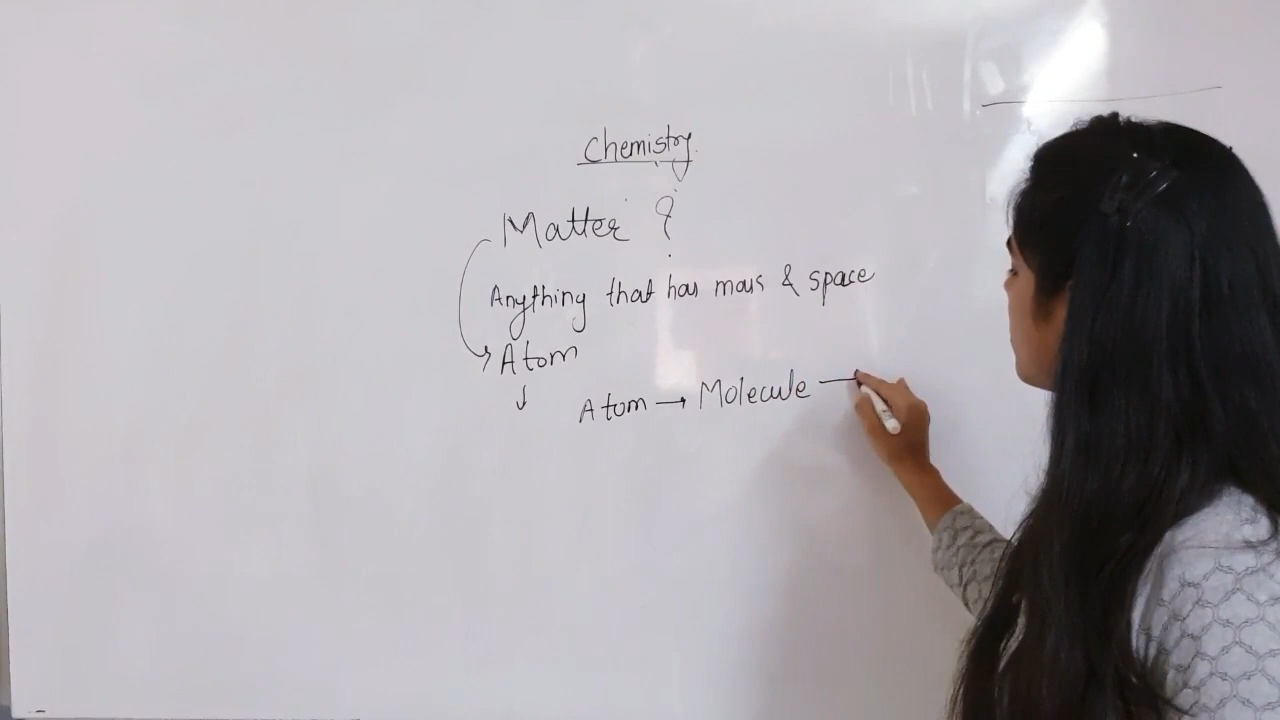 Chemistry
Matter ?
Anything that has mass & space
Atom
↓
Atom → Molecule —